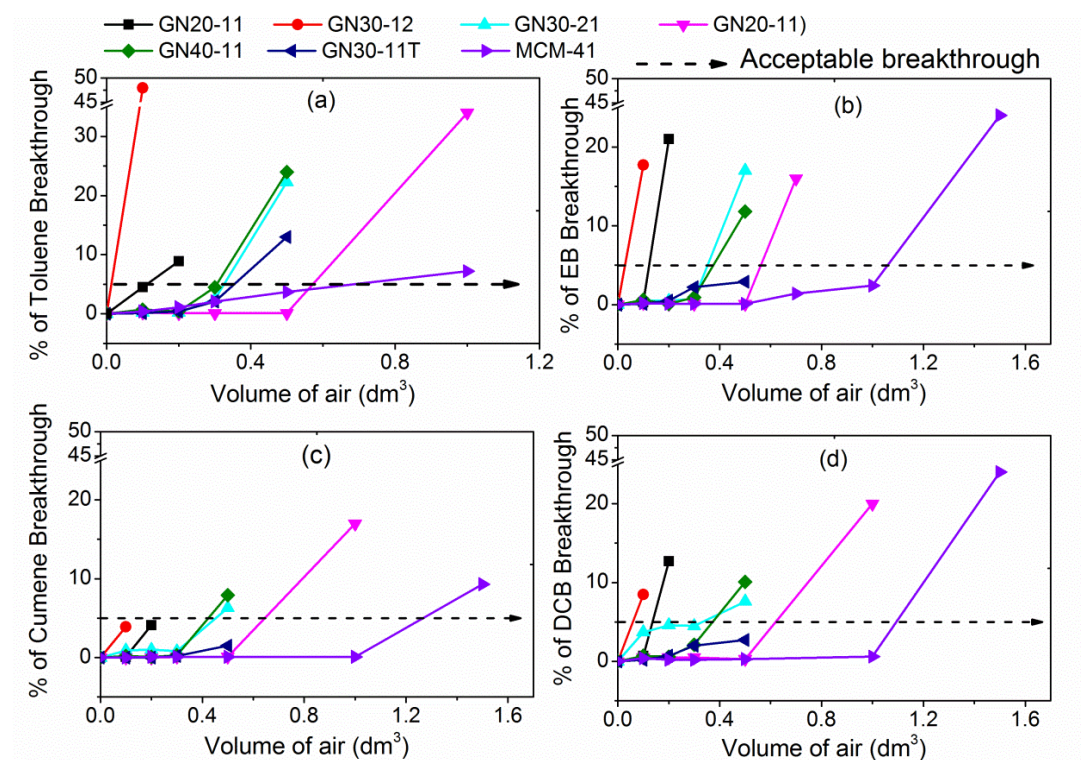 GN20-11 GN30-12 GN30-21 GN20-11)
GN40-11 GN30-11T MCM-41
Acceptable breakthrough
(a)
% of Toluene Breakthrough
50
45
30
20
10
0
0.0 0.4 0.8 1.2
Volume of air (dm³)
(b)
% of EB Breakthrough
50
45
20
10
0
0.0 0.4 0.8 1.2 1.6
Volume of air (dm³)
(c)
% of Cumene Breakthrough
50
45
20
10
0
0.0 0.4 0.8 1.2 1.6
Volume of air (dm³)
(d)
% of DCB Breakthrough
50
45
20
10
0
0.0 0.4 0.8 1.2 1.6
Volume of air (dm³)